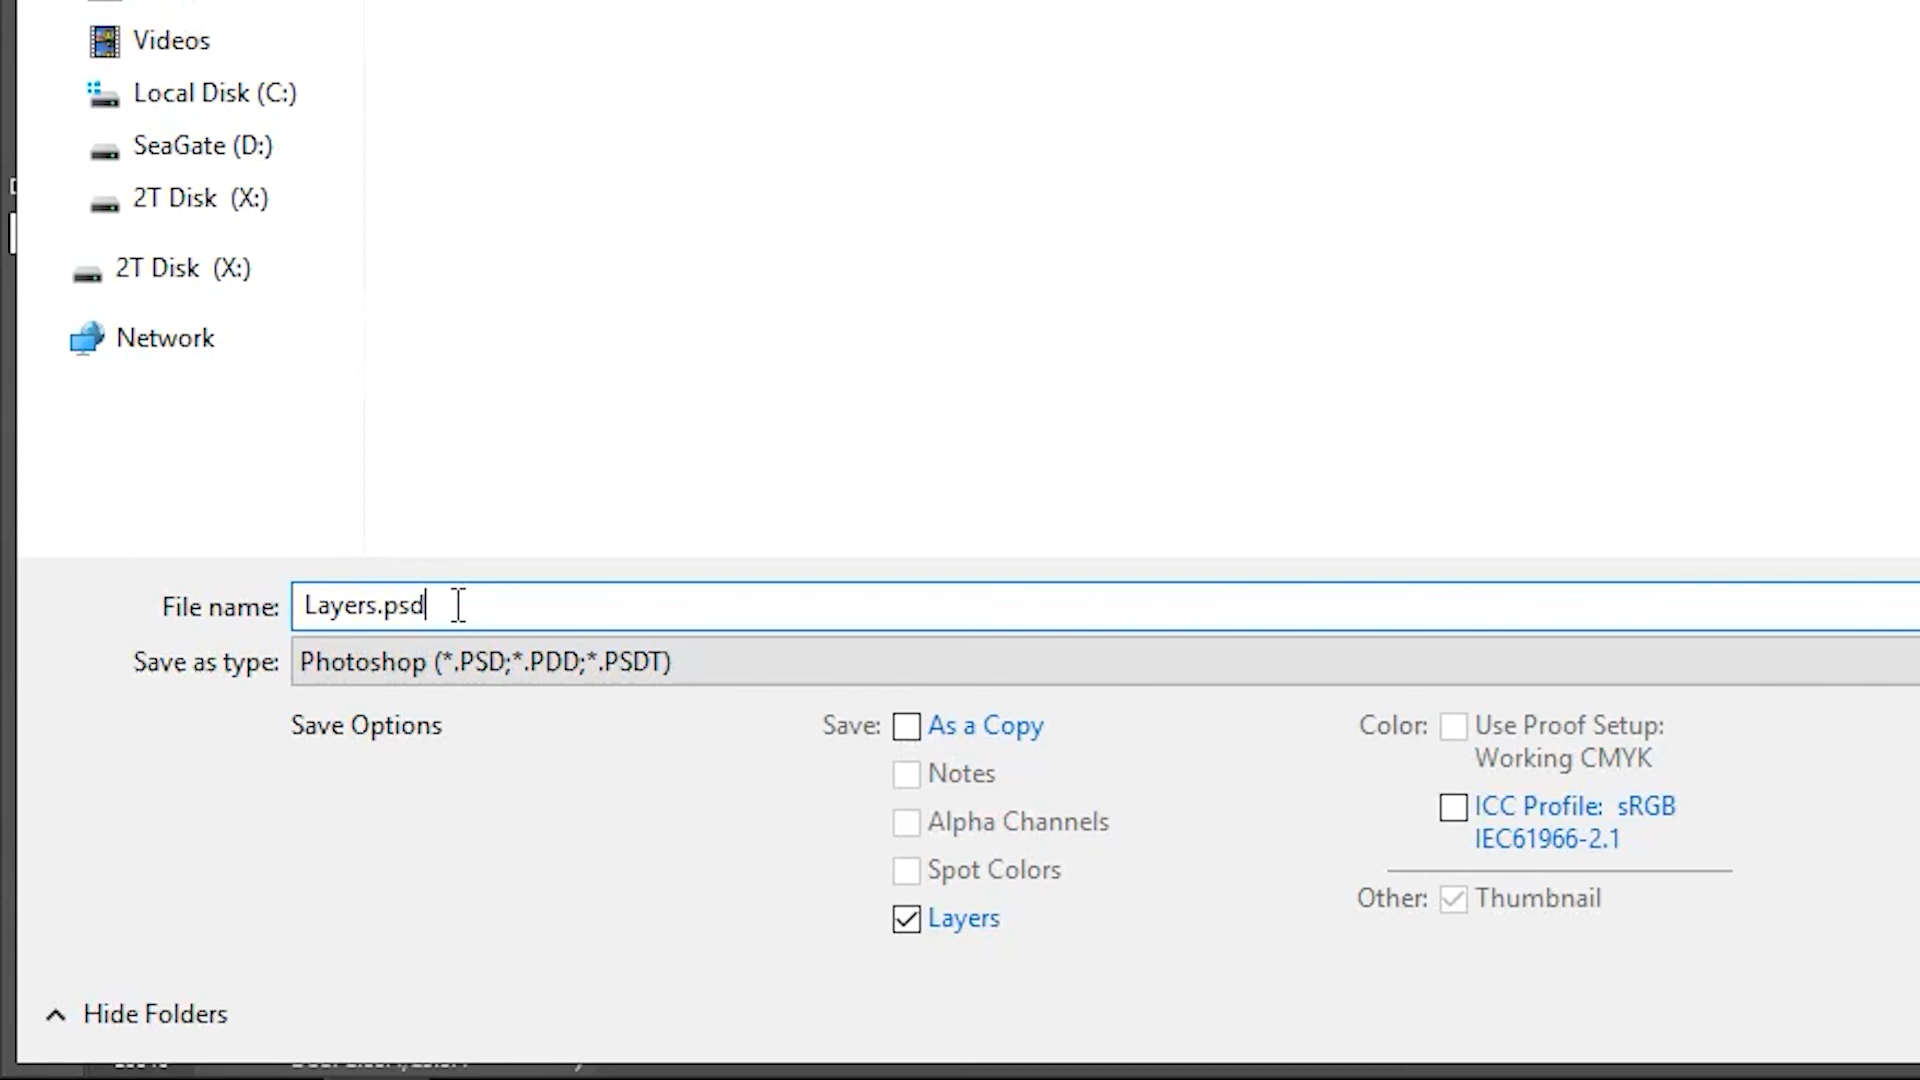 Videos
Local Disk (C:)
SeaGate (D:)
2T Disk  (X:)
2T Disk  (X:)
Network
File name: Layers.psd
Save as type: Photoshop (*.PSD;*.PDD;*.PSDT)
Save Options
Save: As a Copy
Notes
Alpha Channels
Spot Colors
Layers
Color: Use Proof Setup:
Working CMYK
ICC Profile:  sRGB
IEC61966-2.1
Other: Thumbnail
Hide Folders